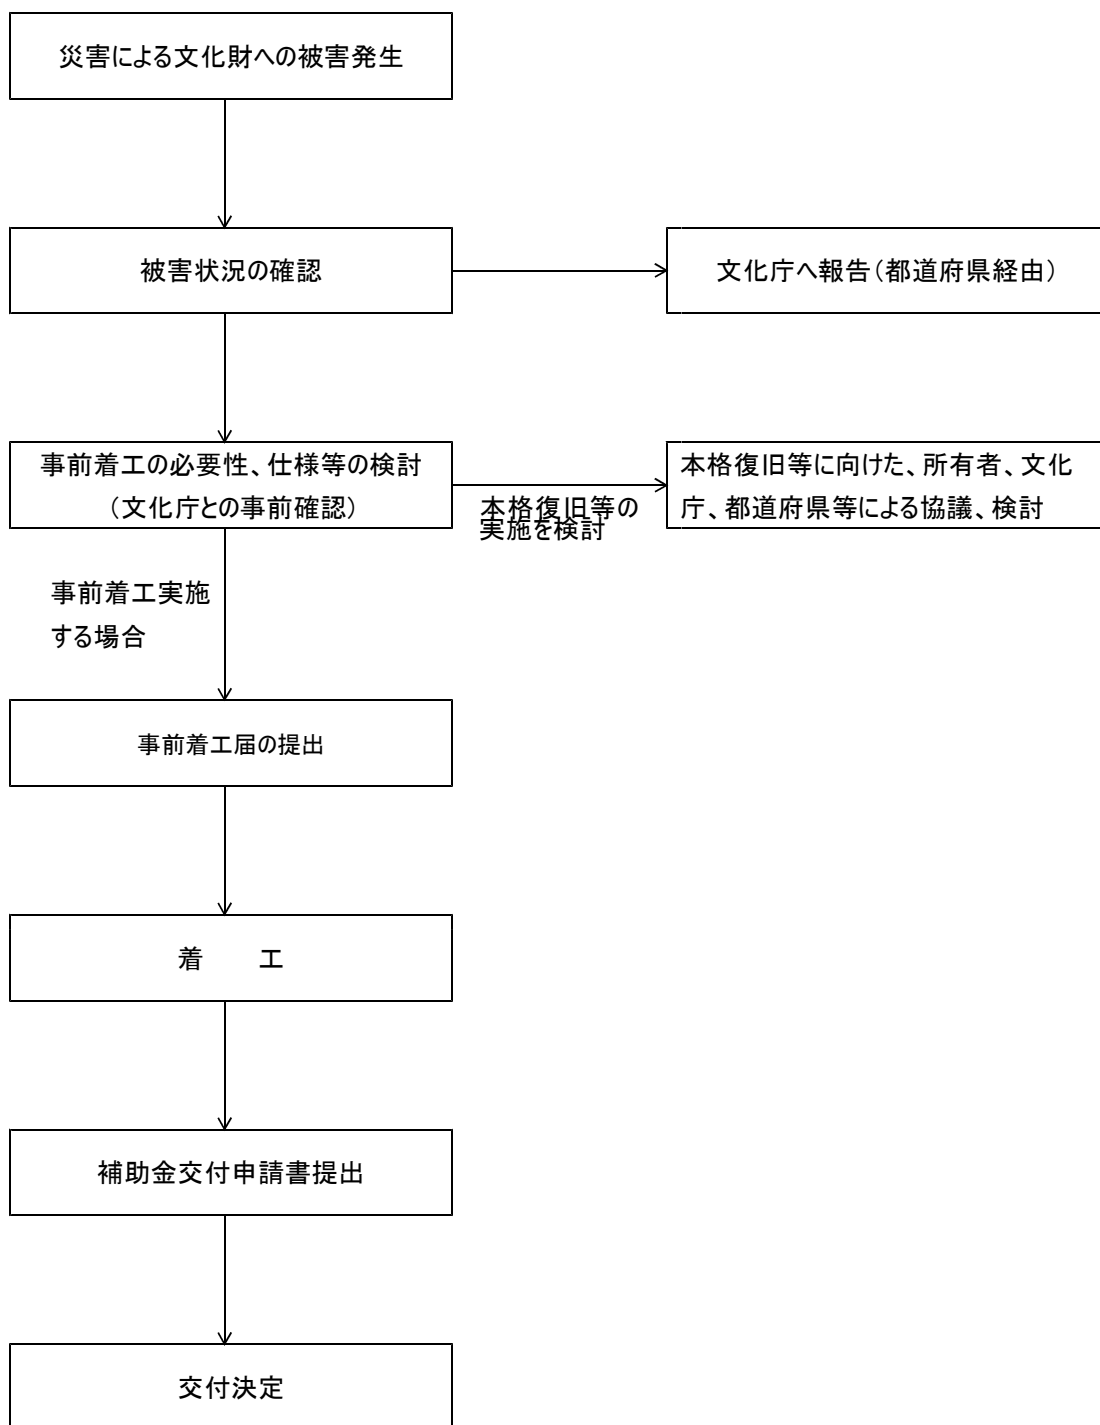 災害による文化財への被害発生
被害状況の確認
文化庁へ報告（都道府県経由）
事前着工の必要性、仕様等の検討
（文化庁との事前確認）
本格復旧等の
実施を検討
本格復旧等に向けた、所有者、文化
庁、都道府県等による協議、検討
事前着工実施
する場合
事前着工届の提出
着　　工
補助金交付申請書提出
交付決定